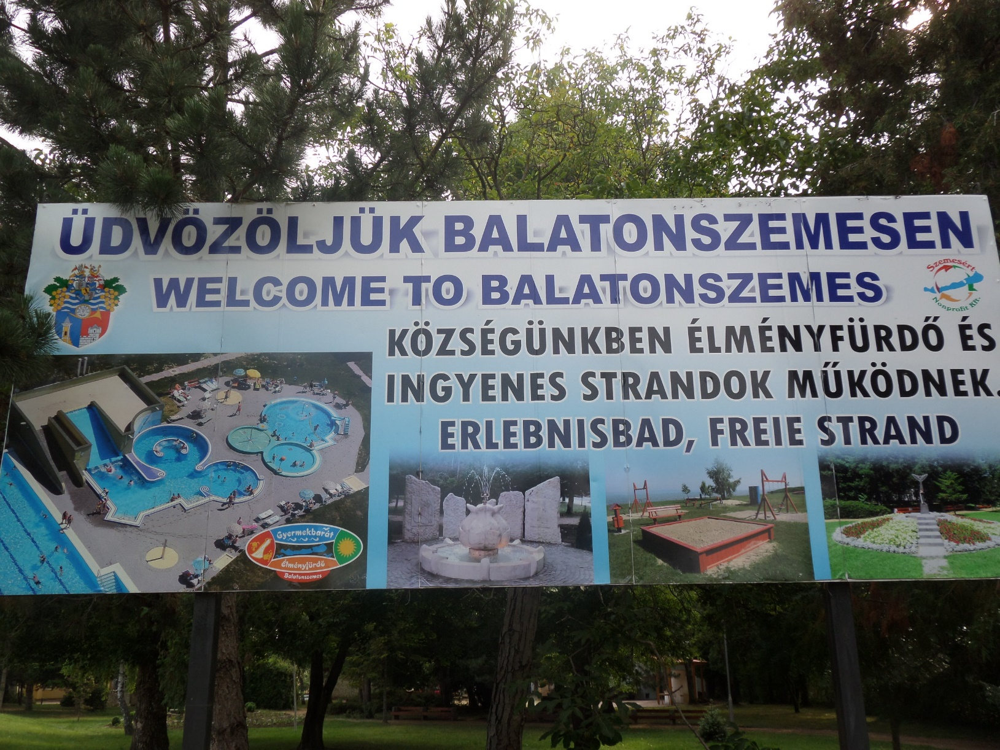 ÜDVÖZÖLJÜK BALATONSZEMESEN
WELCOME TO BALATONSZEMES
Szemesért
Nonprofit Kft.
KÖZSÉGÜNKBEN ÉLMÉNYFÜRDŐ ÉS
INGYENES STRANDOK MŰKÖDNEK.
ERLEBNISBAD, FREIE STRAND
Gyermekbarát
Élményfürdő
Balatonszemes